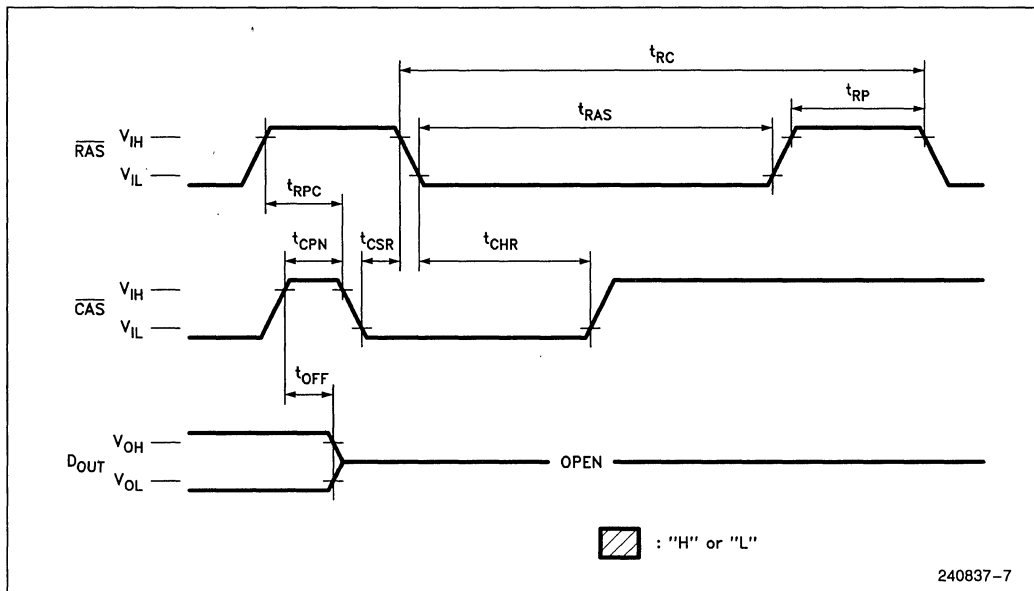 tRC
tRAS
tRP
RAS
VIH
VIL
tRPC
tCPN
tCSR
tCHR
CAS
VIH
VIL
tOFF
DOUT
VOH
VOL
OPEN
: "H" or "L"
240837-7